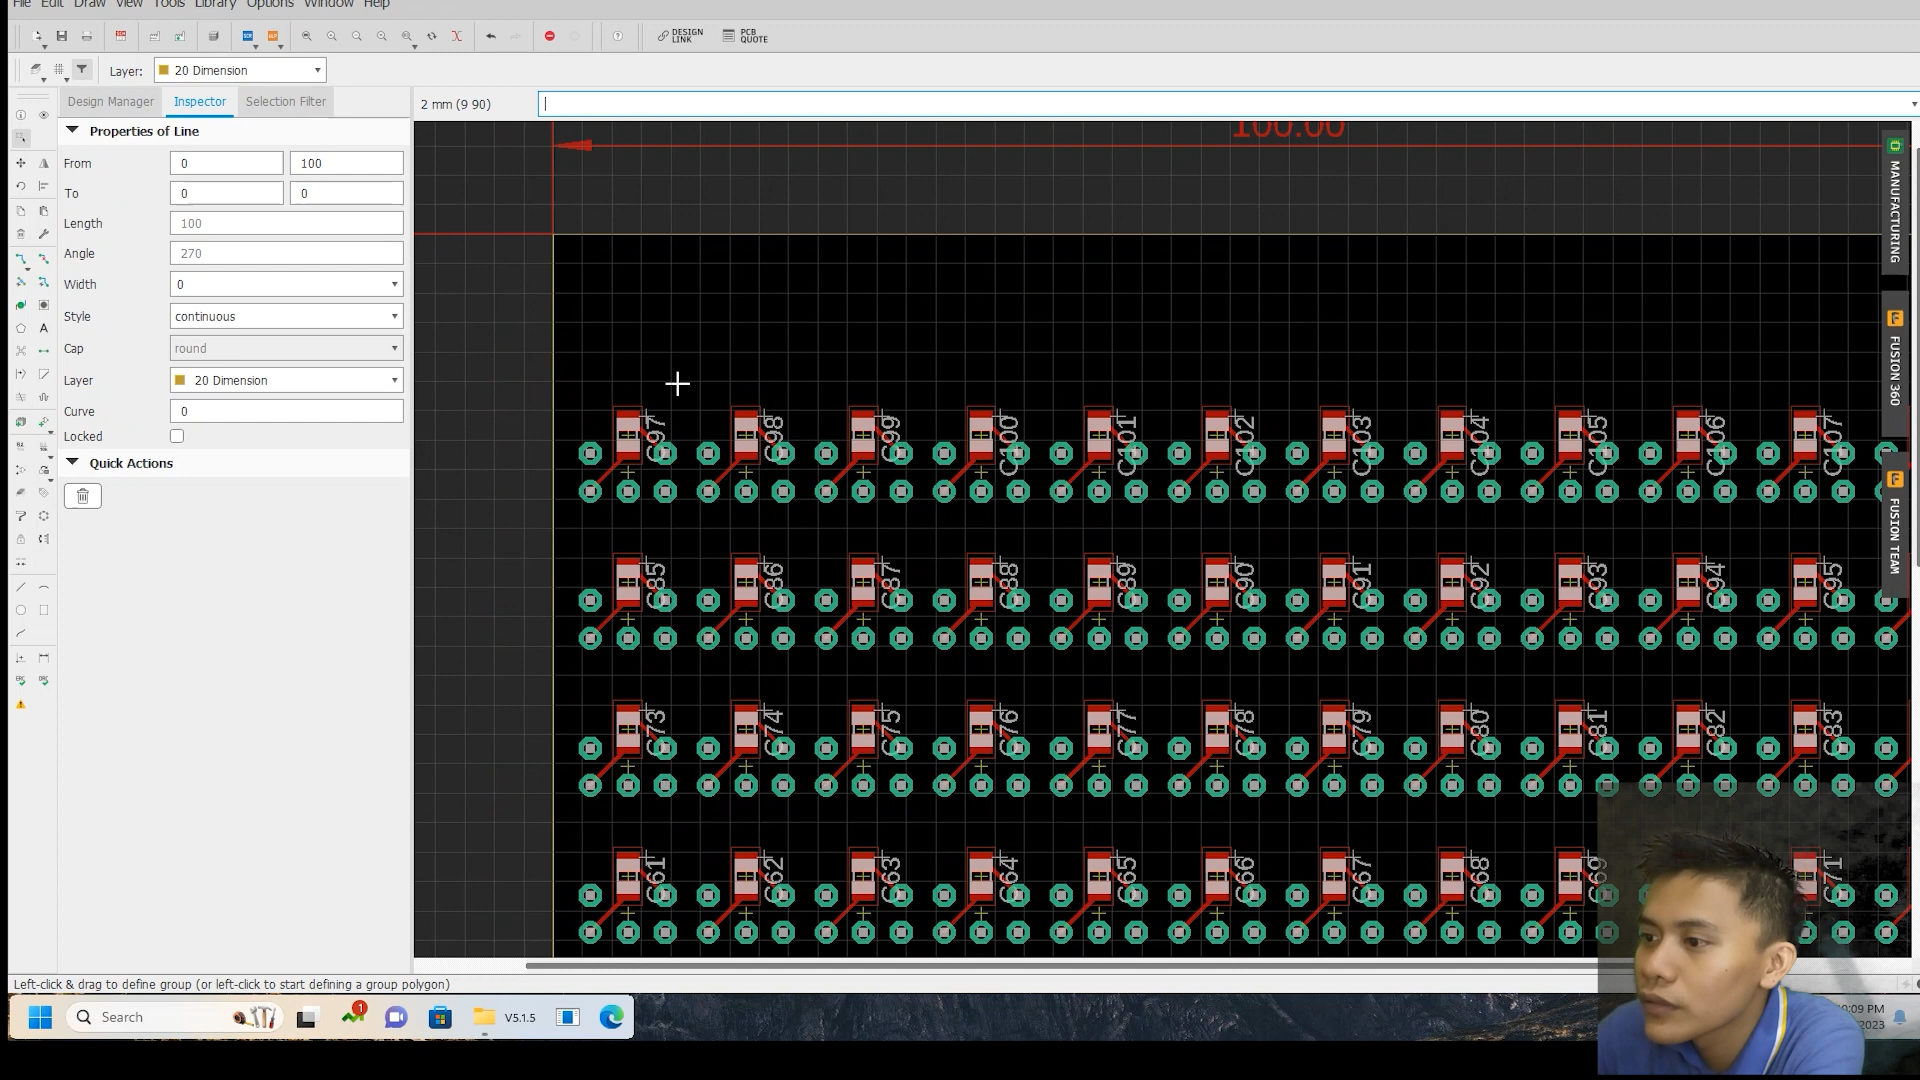 File Edit Draw View Tools Library Options Window Help
DESIGN LINK
PCB QUOTE
Layer: 20 Dimension
Design Manager Inspector Selection Filter
2 mm (9 90)
Properties of Line
From 0 100
To 0 0
Length 100
Angle 270
Width 0
Style continuous
Cap round
Layer 20 Dimension
Curve 0
Locked
Quick Actions
100.00
MANUFACTURING
FUSION 360
FUSION TEAM
C97 C98 C99 C100 C101 C102 C103 C104 C105 C106 C107
C85 C86 C87 C88 C89 C90 C91 C92 C93 C94 C95
C73 C74 C75 C76 C77 C78 C79 C80 C81 C82 C83
C61 C62 C63 C64 C65 C66 C67 C68 C69 C71
Left-click & drag to define group (or left-click to start defining a group polygon)
Search
1
V5.1.5
:09 PM
2023